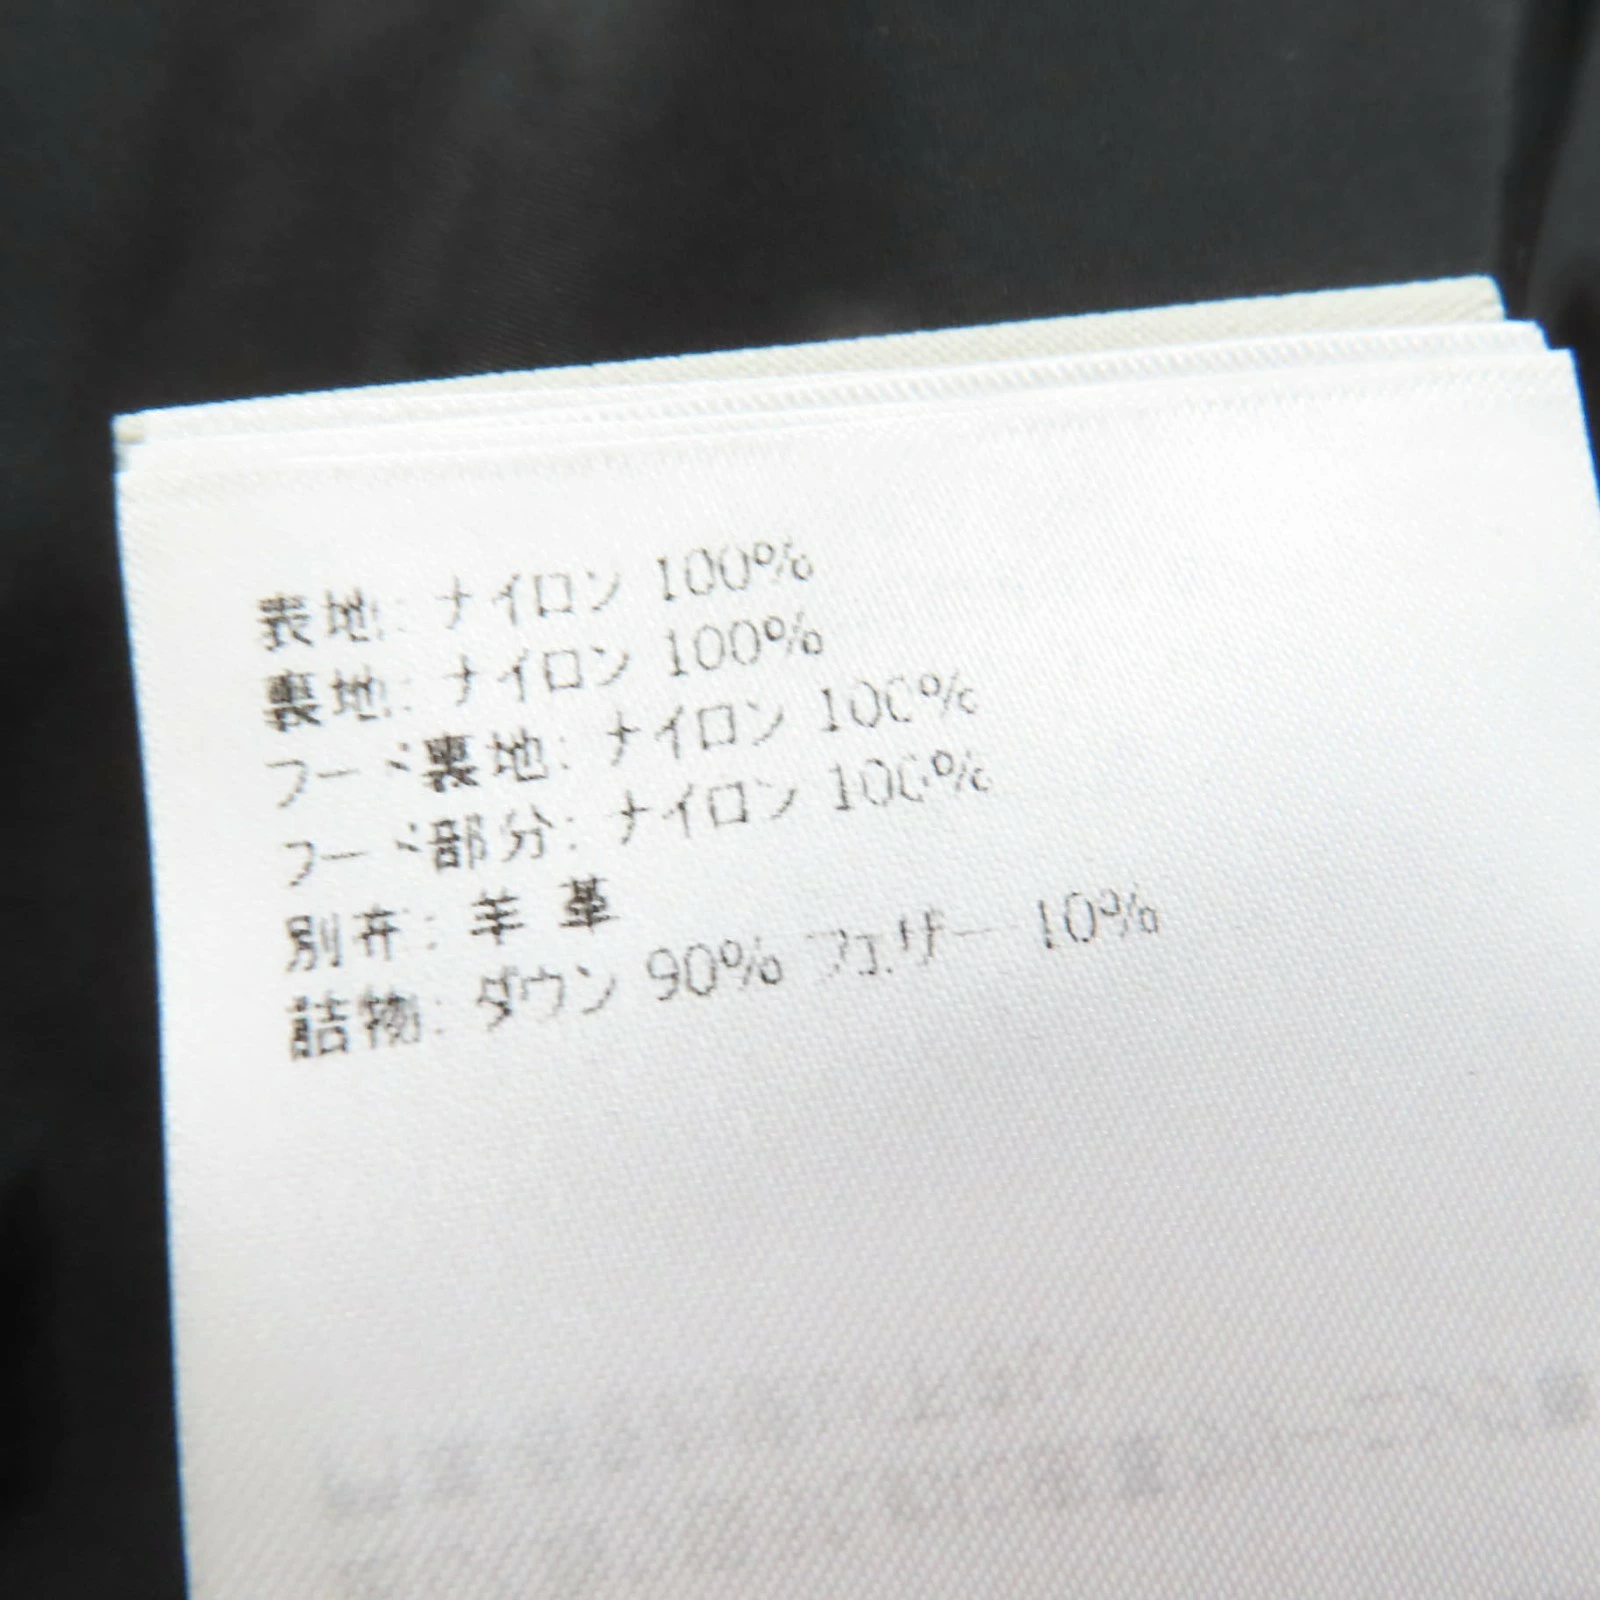 表地: ナイロン 100%
裏地: ナイロン 100%
フード裏地: ナイロン 100%
フード部分: ナイロン 100%
別布: 羊革
詰物: ダウン 90% フェザー 10%